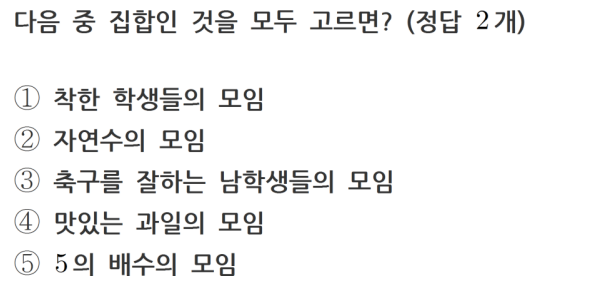 다음 중 집합인 것을 모두 고르면? (정답 2개)
① 착한 학생들의 모임
② 자연수의 모임
③ 축구를 잘하는 남학생들의 모임
④ 맛있는 과일의 모임
⑤ 5의 배수의 모임